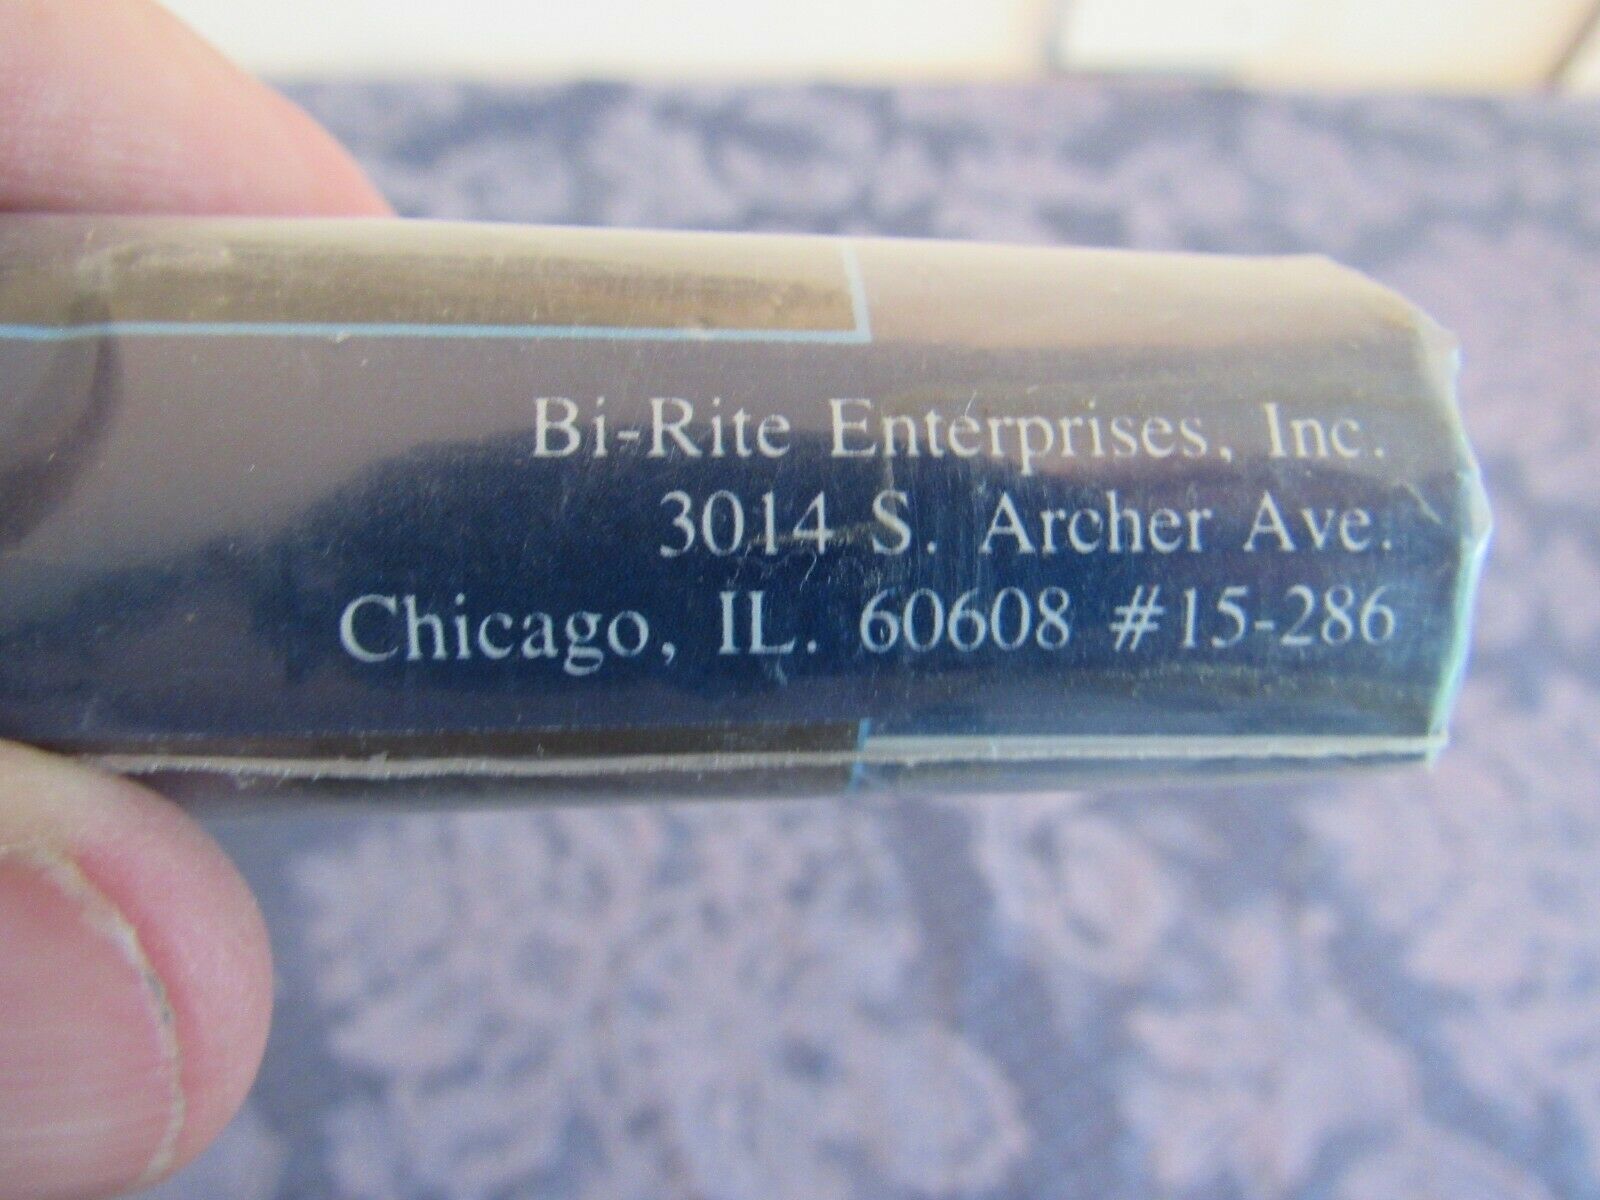 Bi-Rite Enterprises, Inc.
3014 S. Archer Ave.
Chicago, IL. 60608 #15-286